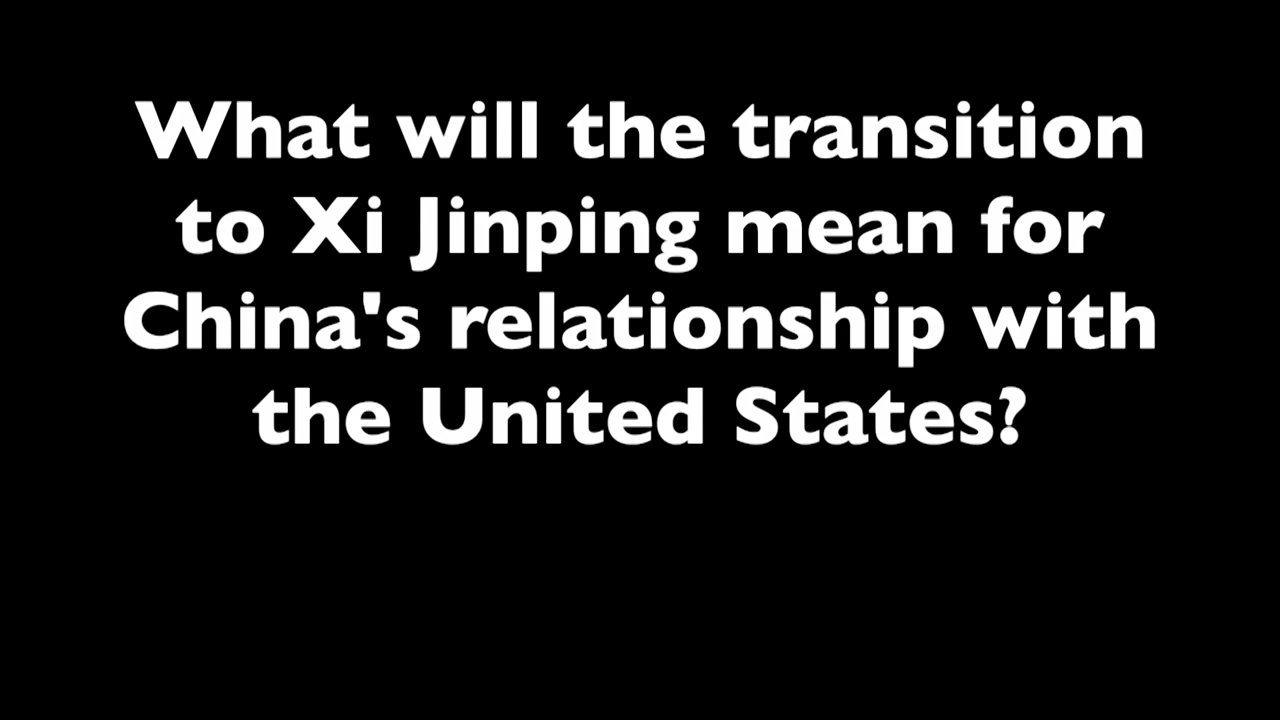 What will the transition
to Xi Jinping mean for
China's relationship with
the United States?